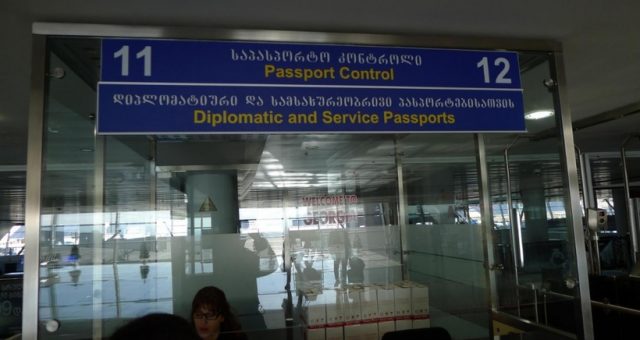 11
საპასპორტო კონტროლი
Passport Control
12
დიპლომატიური და სამსახურეობრივი პასპორტებისათვის
Diplomatic and Service Passports
WELCOME TO
GEORGIA